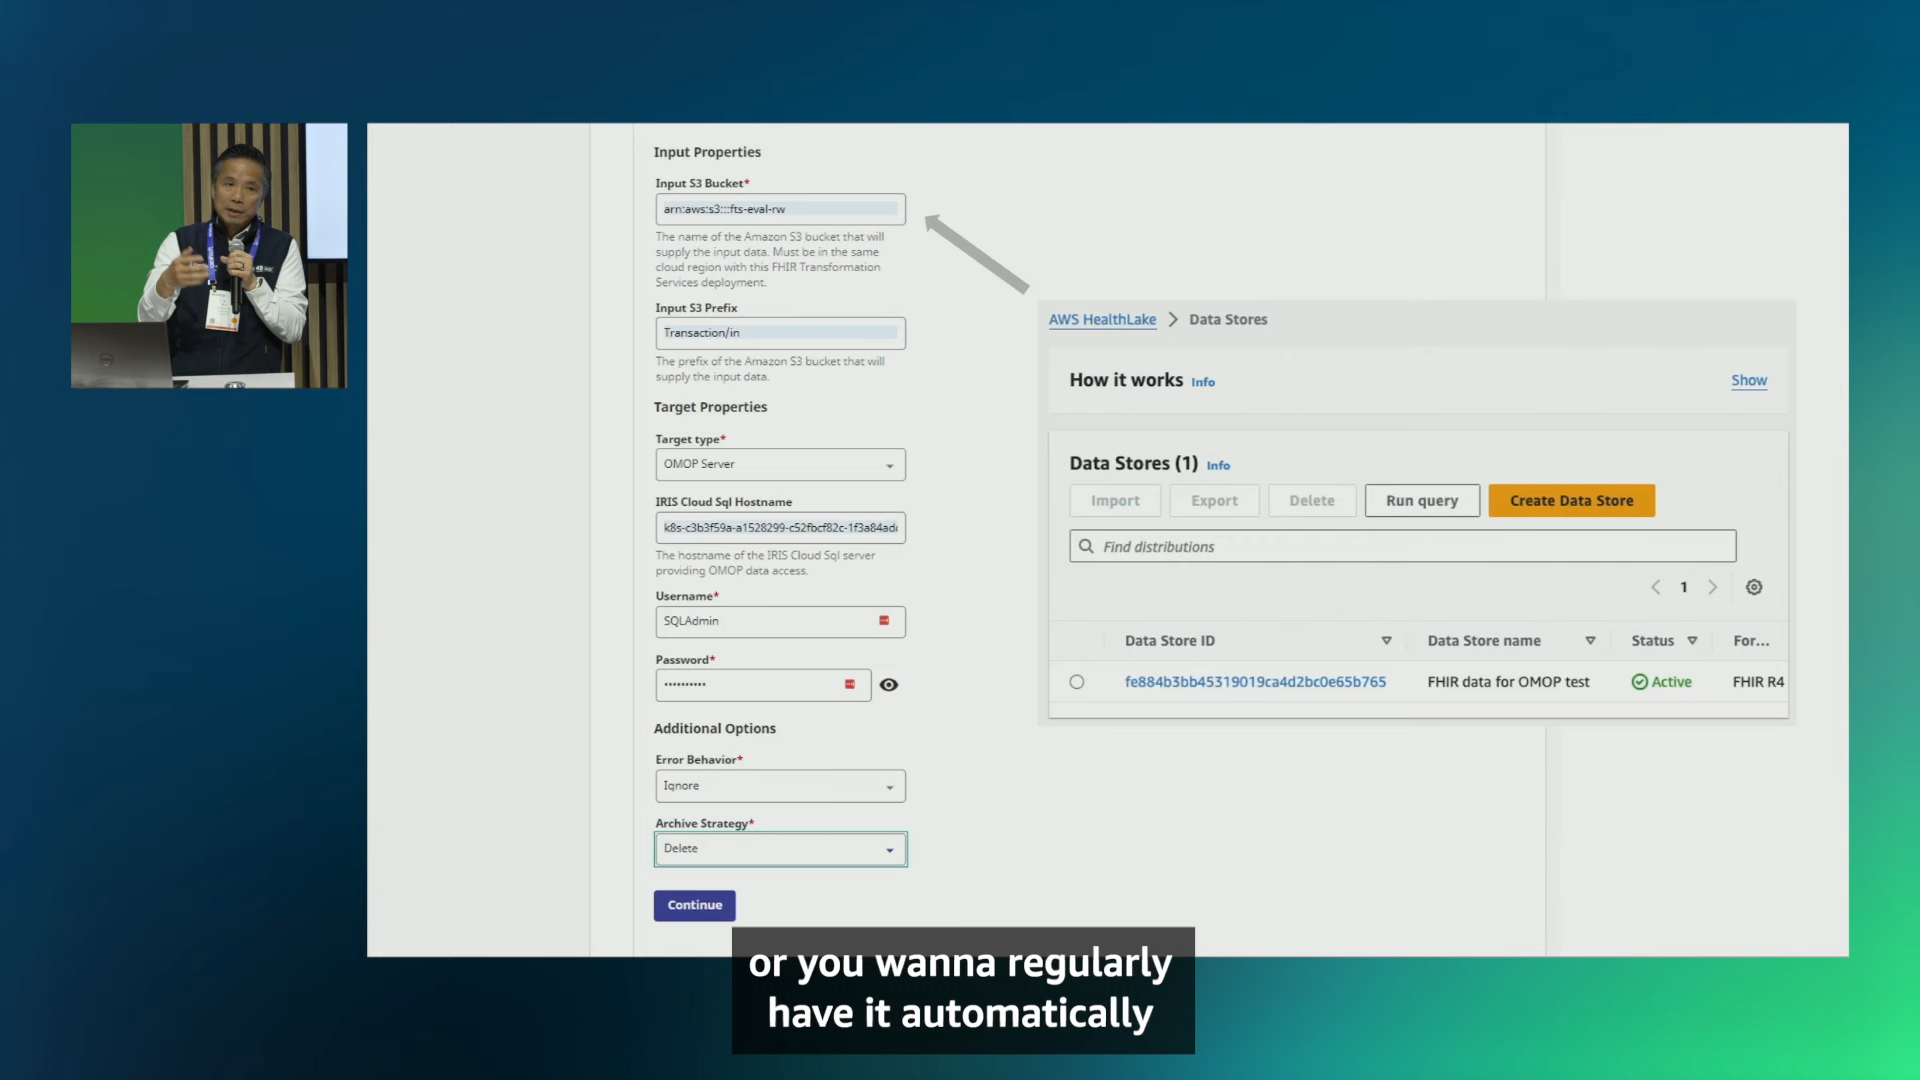 Input Properties
Input S3 Bucket*
arn:aws:s3:::fts-eval-rw
The name of the Amazon S3 bucket that will
supply the input data. Must be in the same
cloud region with this FHIR Transformation
Services deployment.
Input S3 Prefix
Transaction/in
The prefix of the Amazon S3 bucket that will
supply the input data.
Target Properties
Target type*
OMOP Server
IRIS Cloud Sql Hostname
k8s-c3b3f59a-a1528299-c52fbcf82c-1f3a84adc
The hostname of the IRIS Cloud Sql server
providing OMOP data access.
Username*
SQLAdmin
Password*
••••••••••
Additional Options
Error Behavior*
Ignore
Archive Strategy*
Delete
Continue
AWS HealthLake > Data Stores
How it works Info
Show
Data Stores (1) Info
Import Export Delete Run query Create Data Store
Find distributions
< 1 >
Data Store ID Data Store name Status For...
fe884b3bb45319019ca4d2bc0e65b765 FHIR data for OMOP test Active FHIR R4
or you wanna regularly
have it automatically